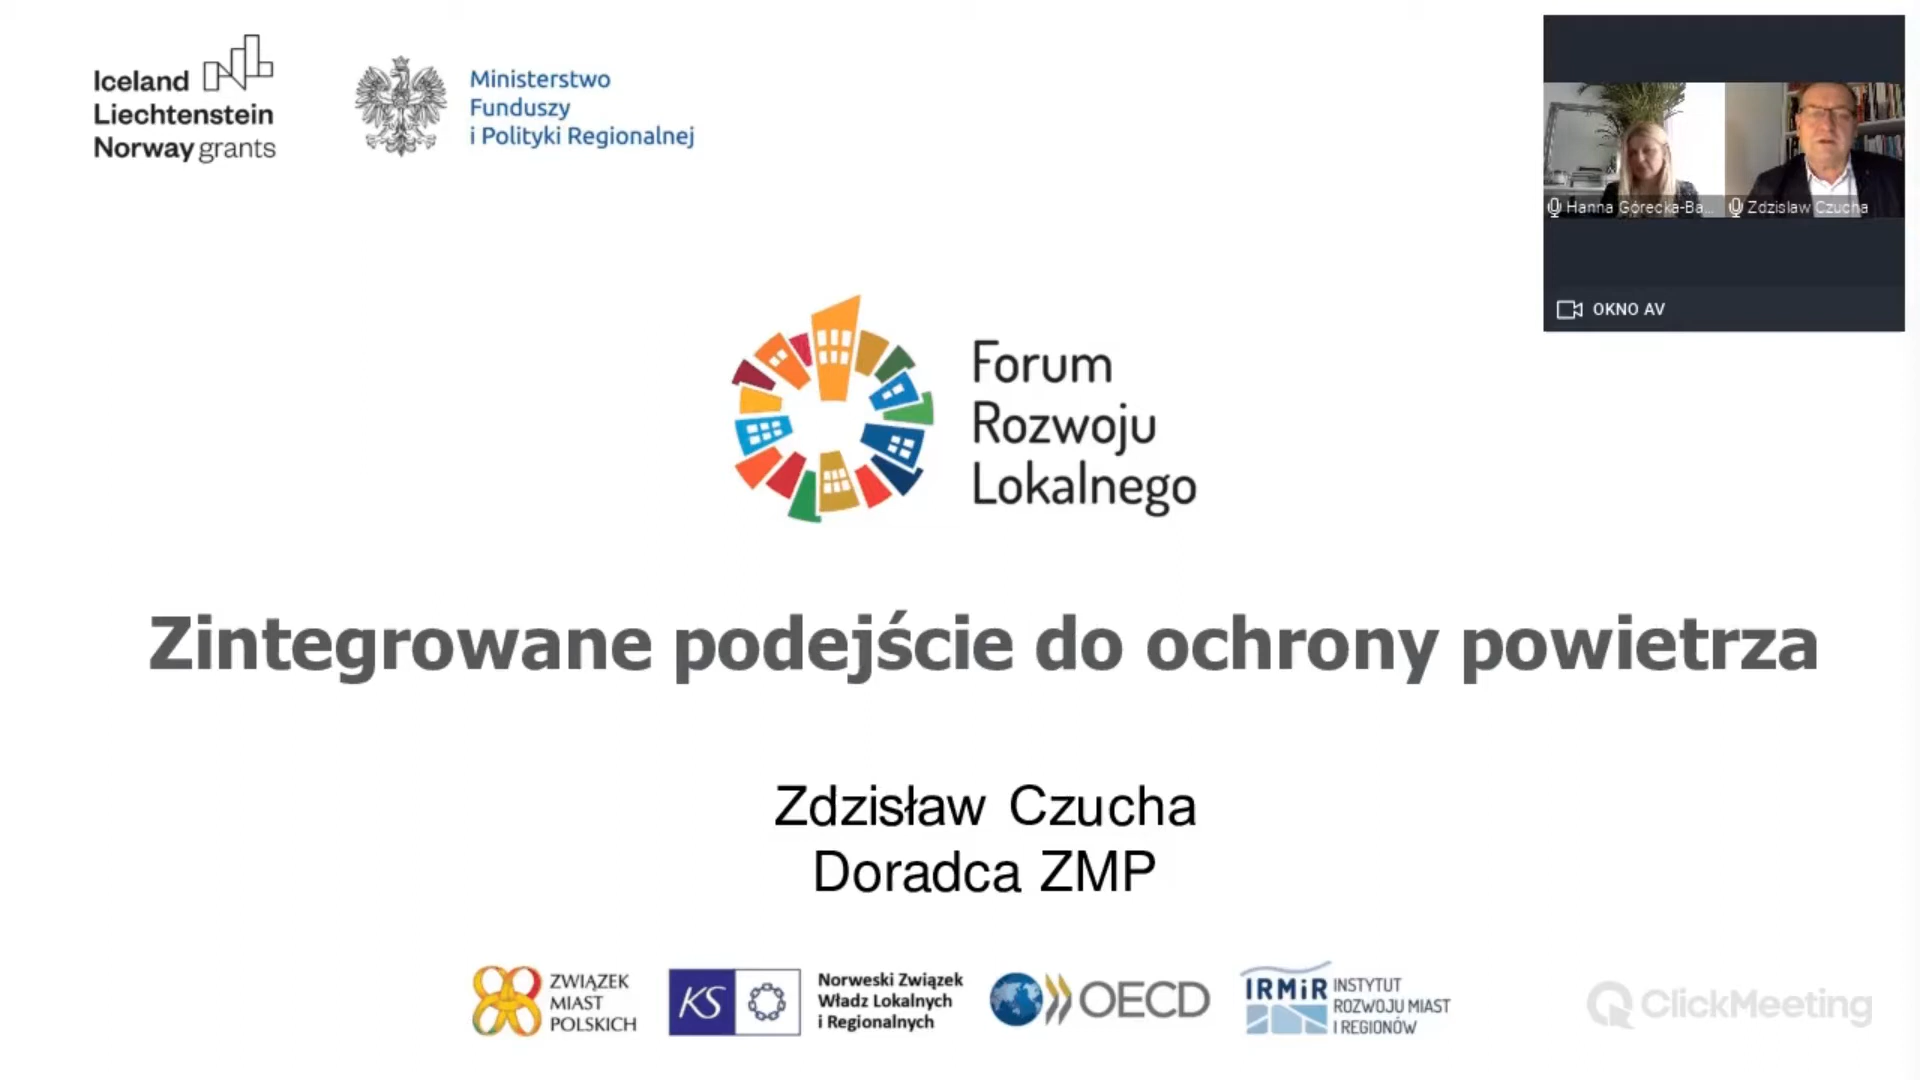 Iceland
Liechtenstein
Norway grants
Ministerstwo
Funduszy
i Polityki Regionalnej
Hanna Górecka-Ba...
Zdzislaw Czucha
OKNO AV
Forum
Rozwoju
Lokalnego
Zintegrowane podejście do ochrony powietrza
Zdzisław Czucha
Doradca ZMP
ZWIĄZEK
MIAST
POLSKICH
KS
Norweski Związek
Władz Lokalnych
i Regionalnych
OECD
IRMiR
INSTYTUT
ROZWOJU MIAST
I REGIONÓW
ClickMeeting